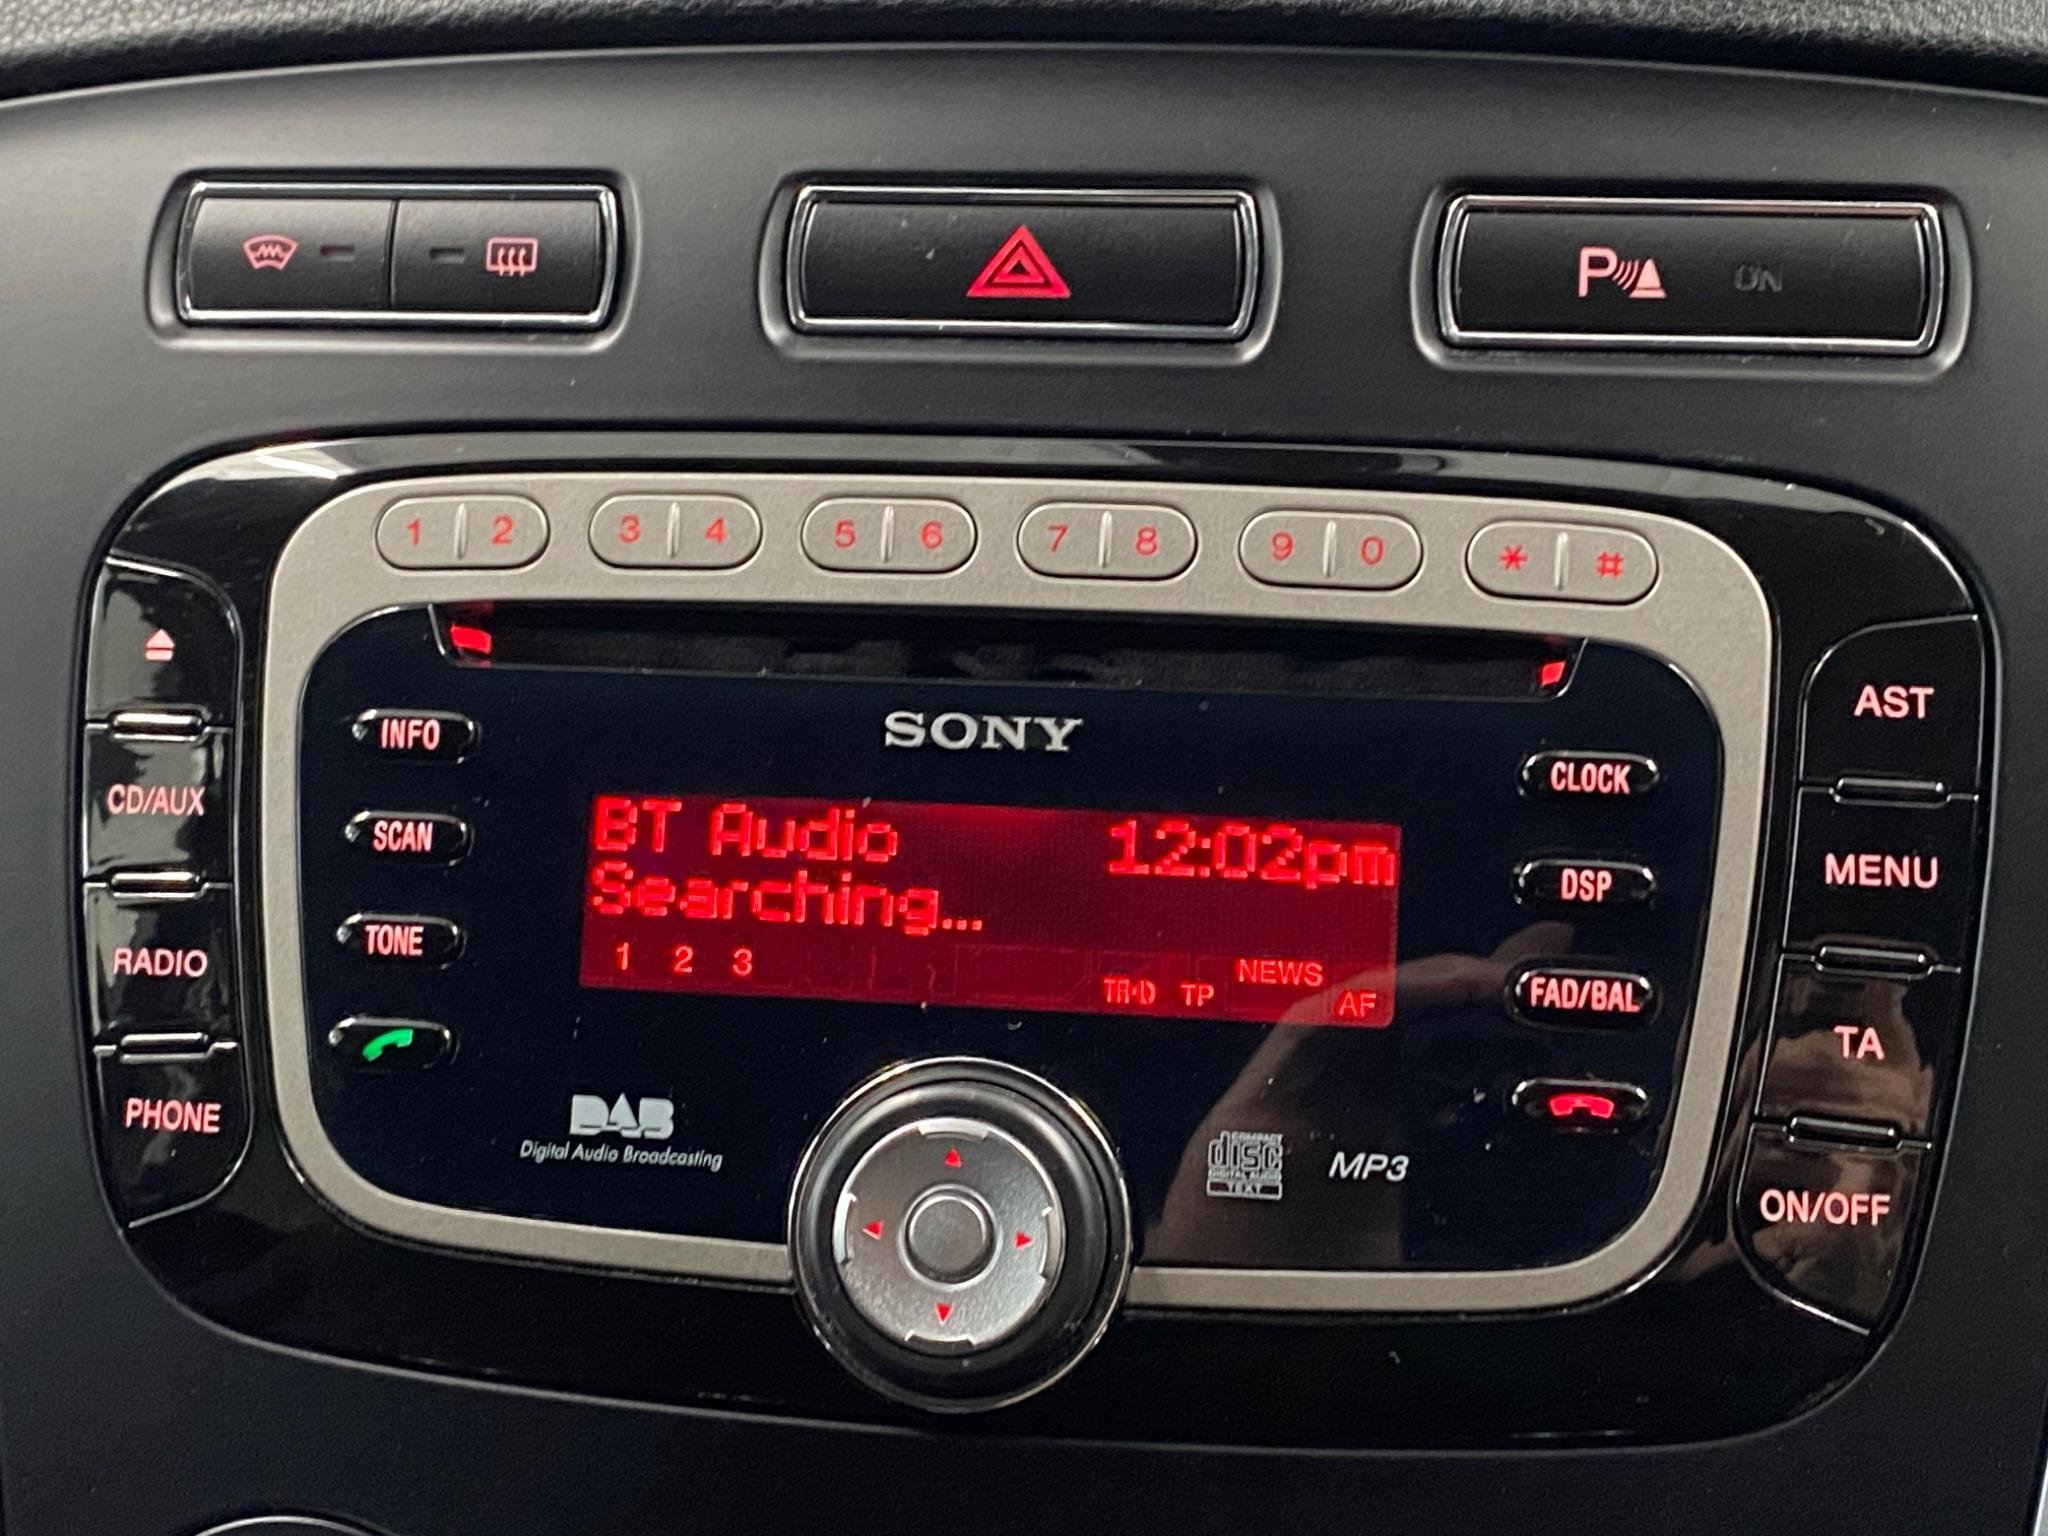 P ON
1 2 3 4 5 6 7 8 9 0 * #
SONY
INFO
SCAN
TONE
CD/AUX
RADIO
PHONE
BT Audio 12:02pm
Searching...
1 2 3
TP NEWS AF
CLOCK
DSP
FAD/BAL
AST
MENU
TA
ON/OFF
DAB
Digital Audio Broadcasting
COMPACT
disc
DIGITAL AUDIO
TEXT
MP3